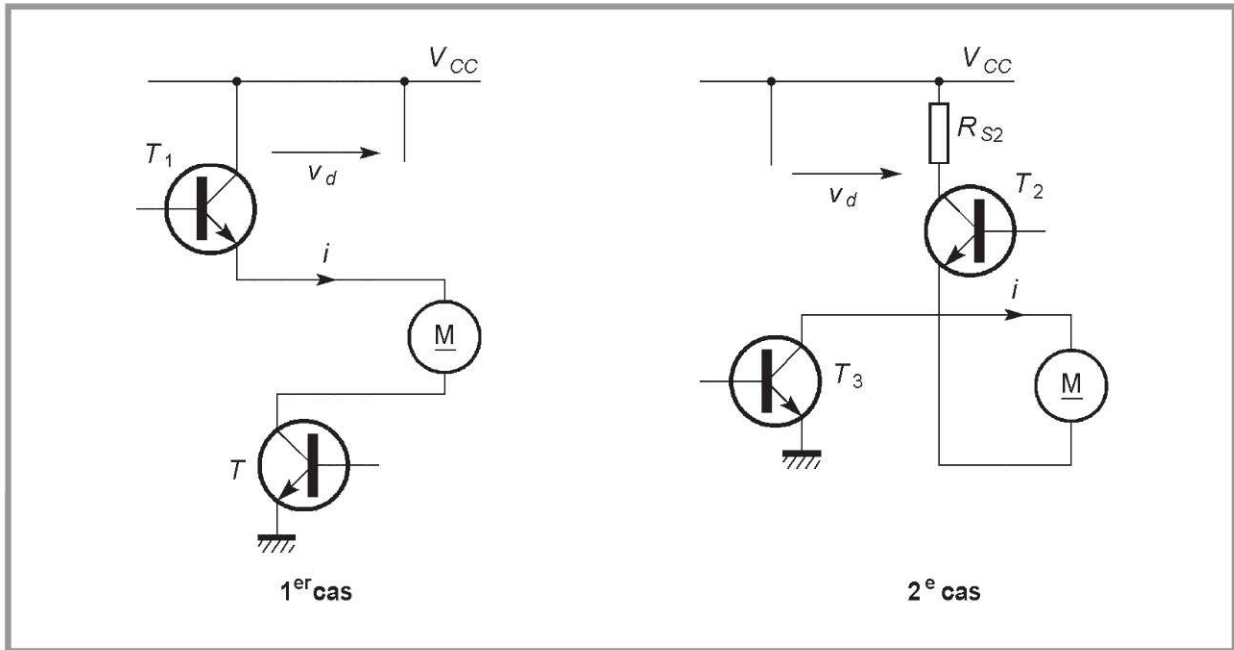 V_CC
T_1
v_d
i
M
T
1^er cas
V_CC
R_S2
T_2
v_d
i
T_3
M
2^e cas